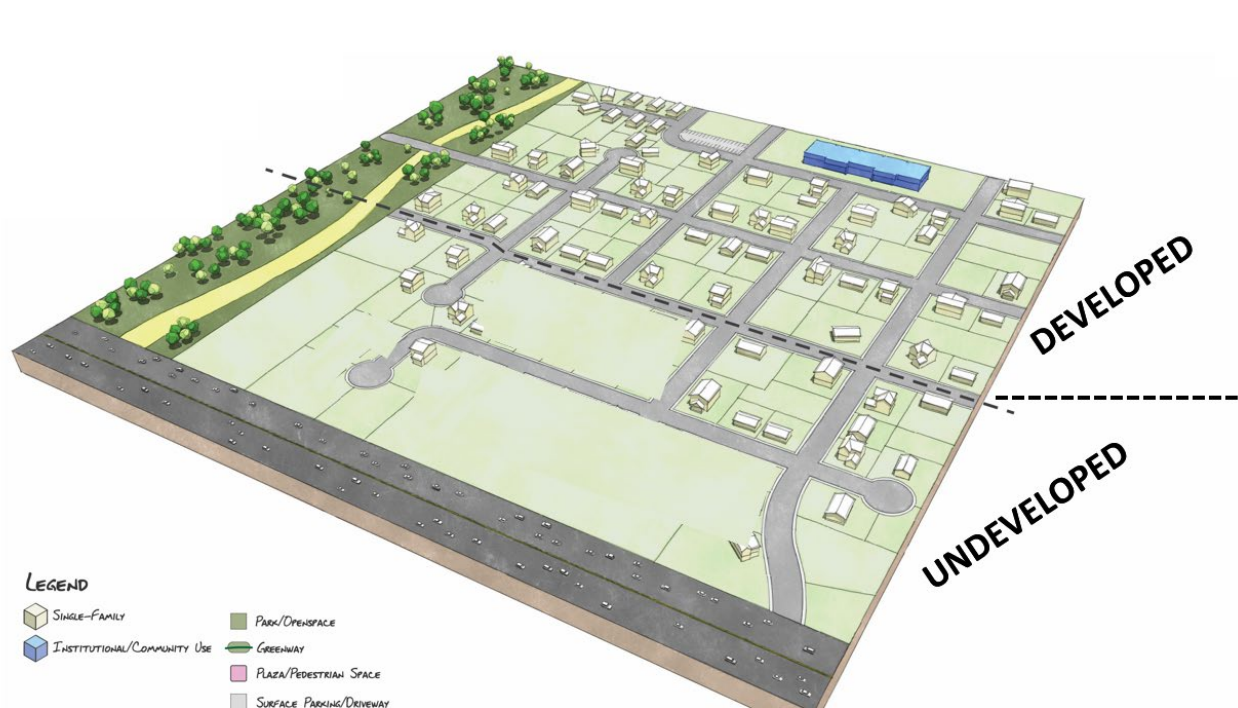 DEVELOPED
UNDEVELOPED
LEGEND
SINGLE-FAMILY
INSTITUTIONAL/COMMUNITY USE
PARK/OPENSPACE
GREENWAY
PLAZA/PEDESTRIAN SPACE
SURFACE PARKING/DRIVEWAY